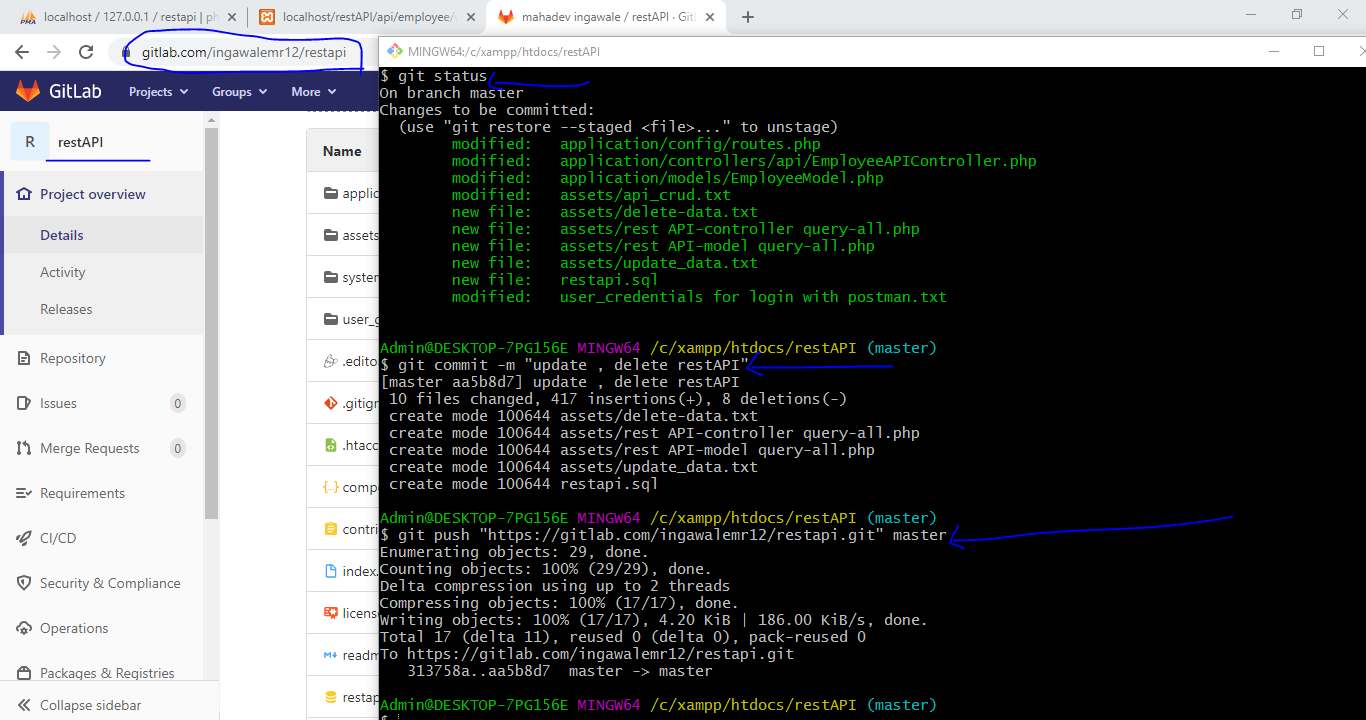 localhost / 127.0.0.1 / restapi | ph
localhost/restAPI/api/employee/
mahadev ingawale / restAPI · Git
gitlab.com/ingawalemr12/restapi
GitLab
Projects
Groups
More
R
restAPI
Project overview
Details
Activity
Releases
Repository
Issues
0
Merge Requests
0
Requirements
CI/CD
Security & Compliance
Operations
Packages & Registries
Collapse sidebar
Name
applic
assets
system
user_g
.edito
.gitign
.htacc
compo
contri
index.
license
readm
restap
MINGW64:/c/xampp/htdocs/restAPI
$ git status
On branch master
Changes to be committed:
(use "git restore --staged <file>..." to unstage)
modified: application/config/routes.php
modified: application/controllers/api/EmployeeAPIController.php
modified: application/models/EmployeeModel.php
modified: assets/api_crud.txt
new file: assets/delete-data.txt
new file: assets/rest API-controller query-all.php
new file: assets/rest API-model query-all.php
new file: assets/update_data.txt
new file: restapi.sql
modified: user_credentials for login with postman.txt
Admin@DESKTOP-7PG156E MINGW64 /c/xampp/htdocs/restAPI (master)
$ git commit -m "update , delete restAPI"
[master aa5b8d7] update , delete restAPI
10 files changed, 417 insertions(+), 8 deletions(-)
create mode 100644 assets/delete-data.txt
create mode 100644 assets/rest API-controller query-all.php
create mode 100644 assets/rest API-model query-all.php
create mode 100644 assets/update_data.txt
create mode 100644 restapi.sql
Admin@DESKTOP-7PG156E MINGW64 /c/xampp/htdocs/restAPI (master)
$ git push "https://gitlab.com/ingawalemr12/restapi.git" master
Enumerating objects: 29, done.
Counting objects: 100% (29/29), done.
Delta compression using up to 2 threads
Compressing objects: 100% (17/17), done.
Writing objects: 100% (17/17), 4.20 KiB | 186.00 KiB/s, done.
Total 17 (delta 11), reused 0 (delta 0), pack-reused 0
To https://gitlab.com/ingawalemr12/restapi.git
313758a..aa5b8d7 master -> master
Admin@DESKTOP-7PG156E MINGW64 /c/xampp/htdocs/restAPI (master)
$